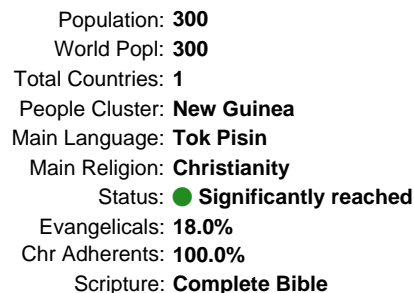 Population: 300
World Popl: 300
Total Countries: 1
People Cluster: New Guinea
Main Language: Tok Pisin
Main Religion: Christianity
Status: Significantly reached
Evangelicals: 18.0%
Chr Adherents: 100.0%
Scripture: Complete Bible